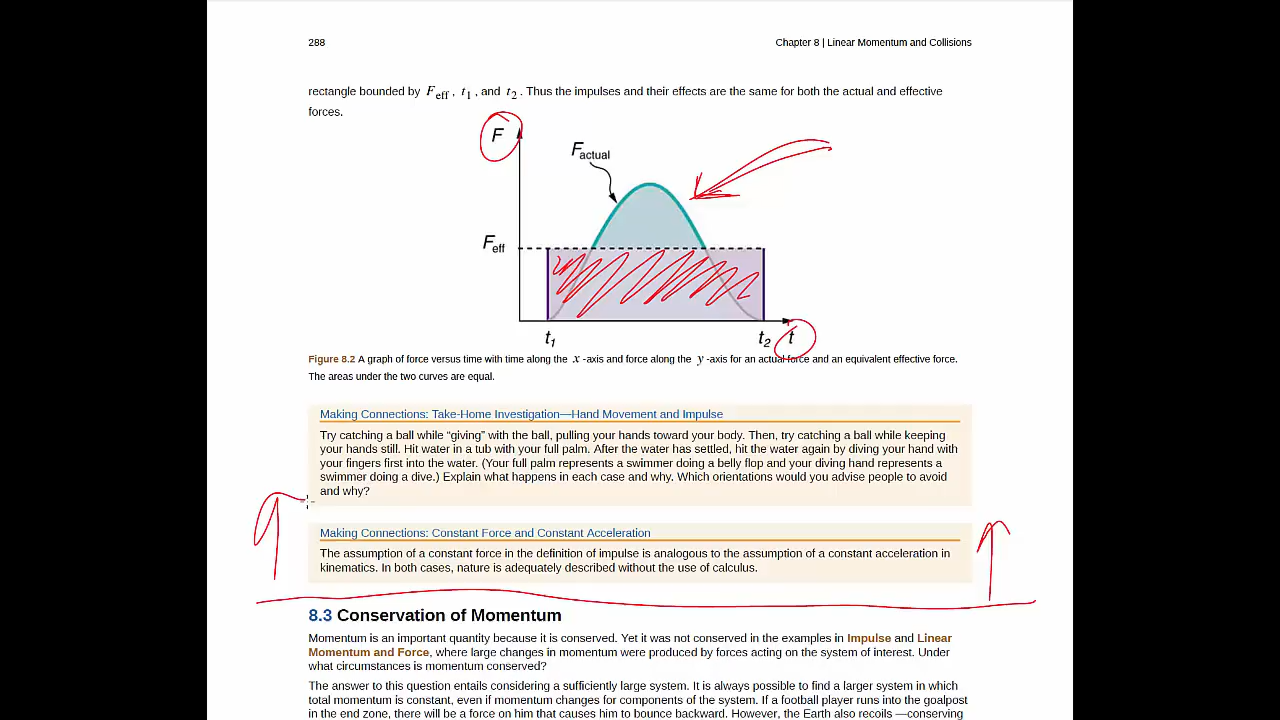 288
Chapter 8 | Linear Momentum and Collisions
rectangle bounded by Feff, t1, and t2. Thus the impulses and their effects are the same for both the actual and effective
forces.
F
Factual
Feff
t1
t2
t
Figure 8.2 A graph of force versus time with time along the x -axis and force along the y -axis for an actual force and an equivalent effective force.
The areas under the two curves are equal.
Making Connections: Take-Home Investigation—Hand Movement and Impulse
Try catching a ball while “giving” with the ball, pulling your hands toward your body. Then, try catching a ball while keeping
your hands still. Hit water in a tub with your full palm. After the water has settled, hit the water again by diving your hand with
your fingers first into the water. (Your full palm represents a swimmer doing a belly flop and your diving hand represents a
swimmer doing a dive.) Explain what happens in each case and why. Which orientations would you advise people to avoid
and why?
Making Connections: Constant Force and Constant Acceleration
The assumption of a constant force in the definition of impulse is analogous to the assumption of a constant acceleration in
kinematics. In both cases, nature is adequately described without the use of calculus.
8.3 Conservation of Momentum
Momentum is an important quantity because it is conserved. Yet it was not conserved in the examples in Impulse and Linear
Momentum and Force, where large changes in momentum were produced by forces acting on the system of interest. Under
what circumstances is momentum conserved?
The answer to this question entails considering a sufficiently large system. It is always possible to find a larger system in which
total momentum is constant, even if momentum changes for components of the system. If a football player runs into the goalpost
in the end zone, there will be a force on him that causes him to bounce backward. However, the Earth also recoils —conserving